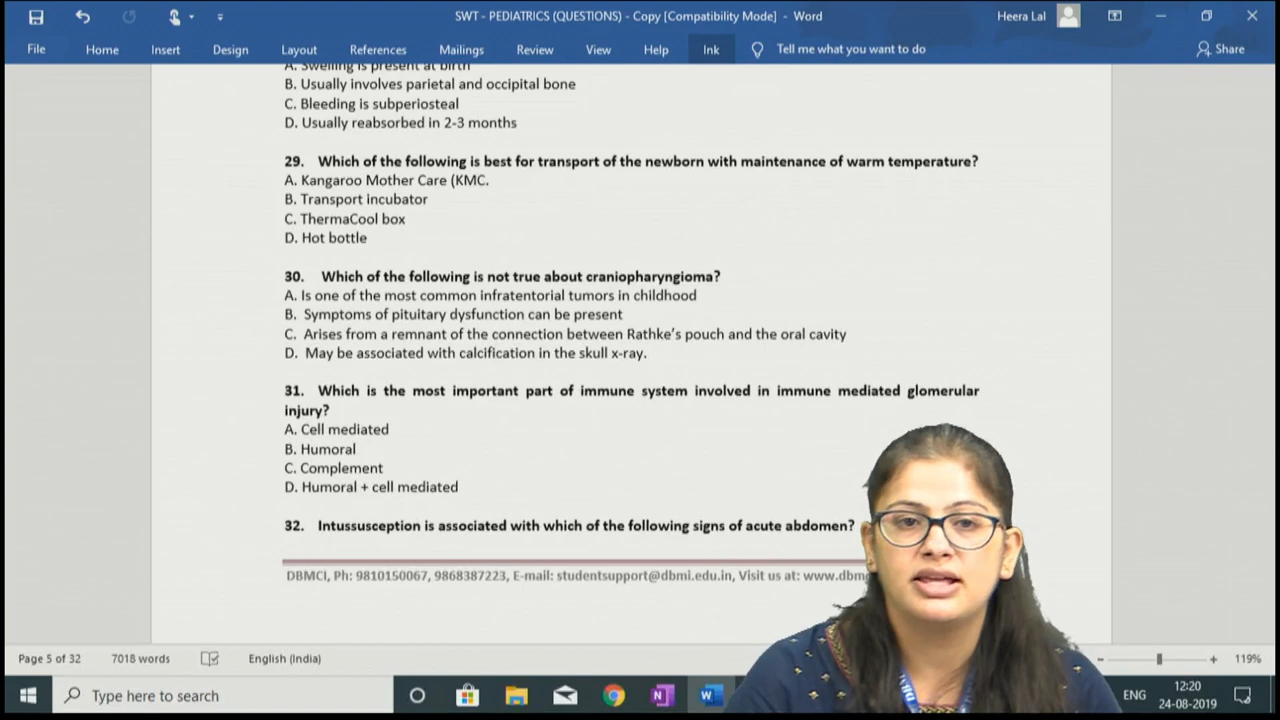 SWT - PEDIATRICS (QUESTIONS) - Copy [Compatibility Mode] - Word
Heera Lal
File Home Insert Design Layout References Mailings Review View Help Ink Tell me what you want to do Share
A. Swelling is present at birth
B. Usually involves parietal and occipital bone
C. Bleeding is subperiosteal
D. Usually reabsorbed in 2-3 months
29. Which of the following is best for transport of the newborn with maintenance of warm temperature?
A. Kangaroo Mother Care (KMC.
B. Transport incubator
C. ThermaCool box
D. Hot bottle
30. Which of the following is not true about craniopharyngioma?
A. Is one of the most common infratentorial tumors in childhood
B. Symptoms of pituitary dysfunction can be present
C. Arises from a remnant of the connection between Rathke's pouch and the oral cavity
D. May be associated with calcification in the skull x-ray.
31. Which is the most important part of immune system involved in immune mediated glomerular
injury?
A. Cell mediated
B. Humoral
C. Complement
D. Humoral + cell mediated
32. Intussusception is associated with which of the following signs of acute abdomen?
DBMCI, Ph: 9810150067, 9868387223, E-mail: studentsupport@dbmi.edu.in, Visit us at: www.dbm
Page 5 of 32 7018 words English (India) 119%
Type here to search
ENG
12:20
24-08-2019